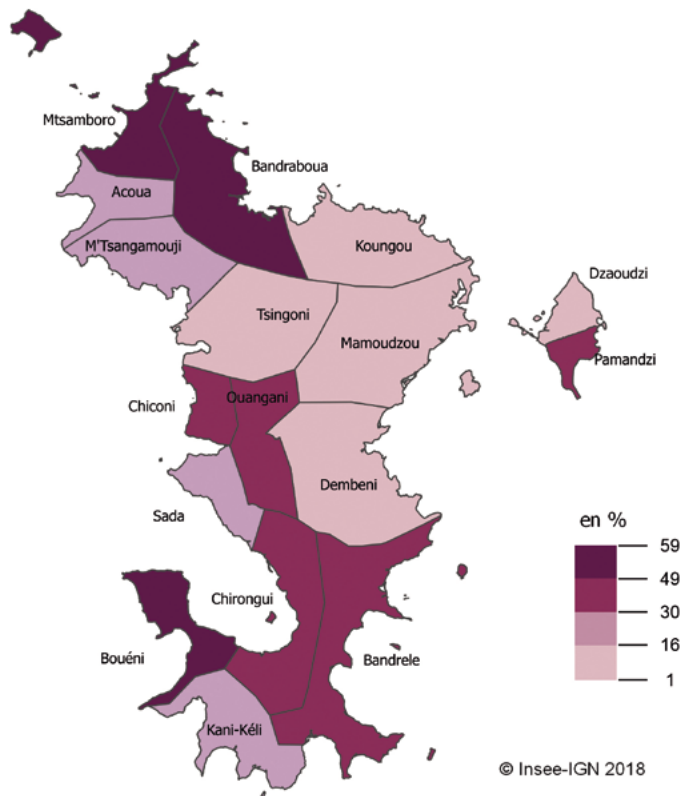 Mtsamboro
Bandraboua
Acoua
M'Tsangamouji
Koungou
Dzaoudzi
Tsingoni
Mamoudzou
Pamandzi
Ouangani
Chiconi
Dembeni
Sada
en %
59
49
Chirongui
30
16
Bouéni
Bandrele
1
Kani-Kéli
© Insee-IGN 2018